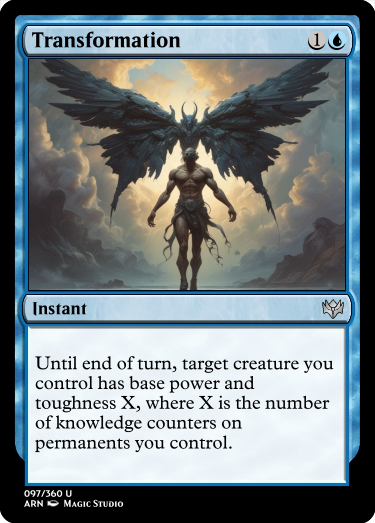 Transformation 1
Instant
Until end of turn, target creature you
control has base power and
toughness X, where X is the number
of knowledge counters on
permanents you control.
097/360 U
ARN Magic Studio